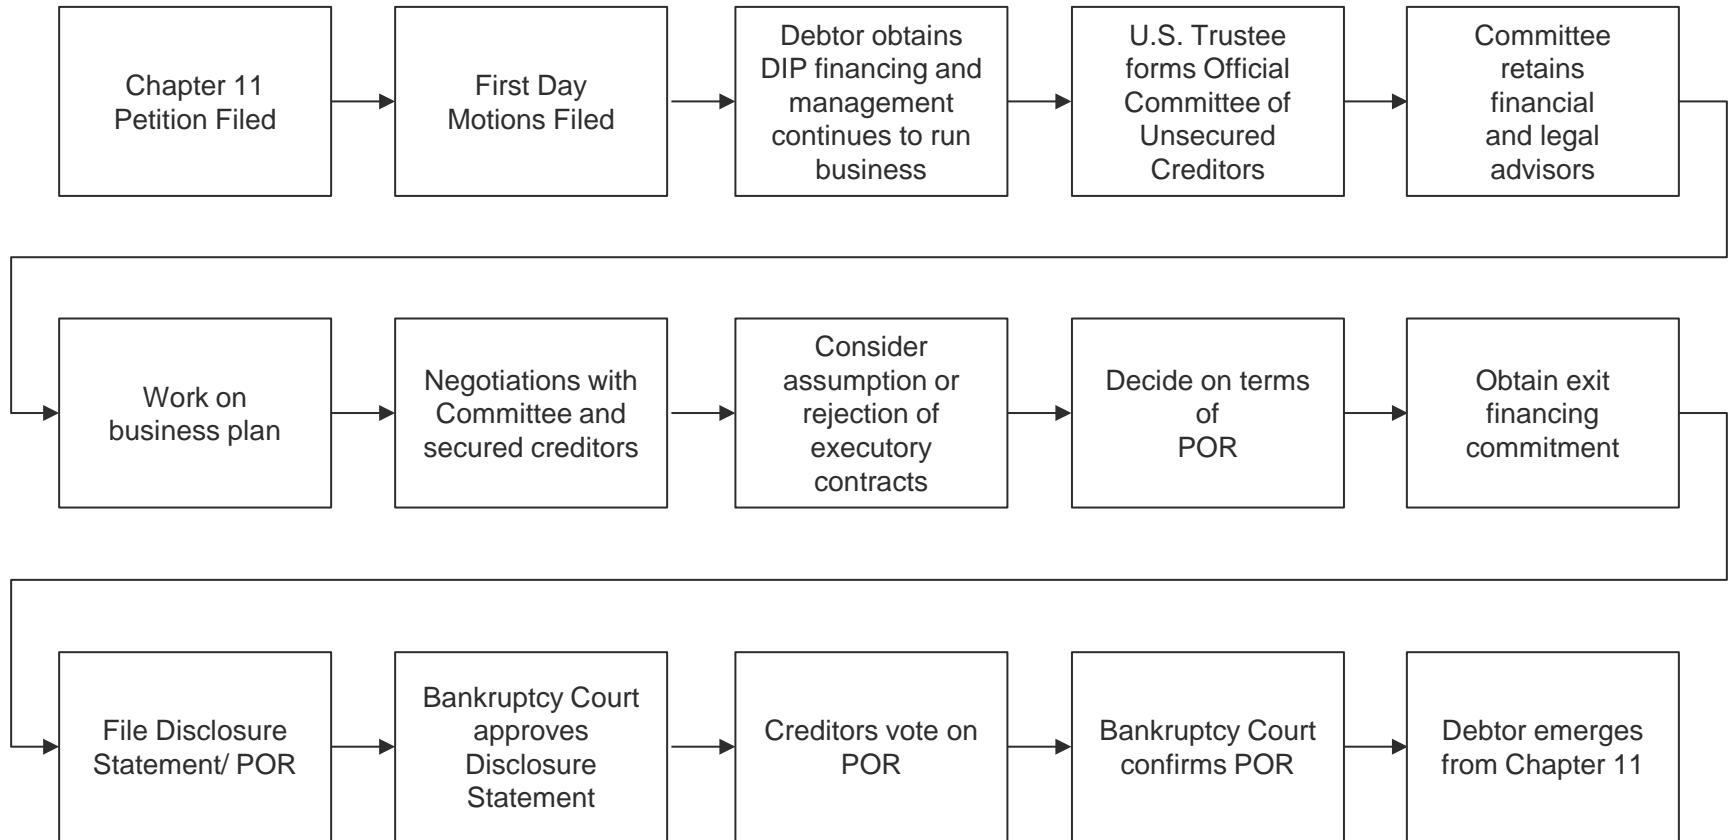 Chapter 11
Petition Filed
First Day
Motions Filed
Debtor obtains
DIP financing and
management
continues to run
business
U.S. Trustee
forms Official
Committee of
Unsecured
Creditors
Committee
retains
financial
and legal
advisors
Work on
business plan
Negotiations with
Committee and
secured creditors
Consider
assumption or
rejection of
executory
contracts
Decide on terms
of
POR
Obtain exit
financing
commitment
File Disclosure
Statement/ POR
Bankruptcy Court
approves
Disclosure
Statement
Creditors vote on
POR
Bankruptcy Court
confirms POR
Debtor emerges
from Chapter 11